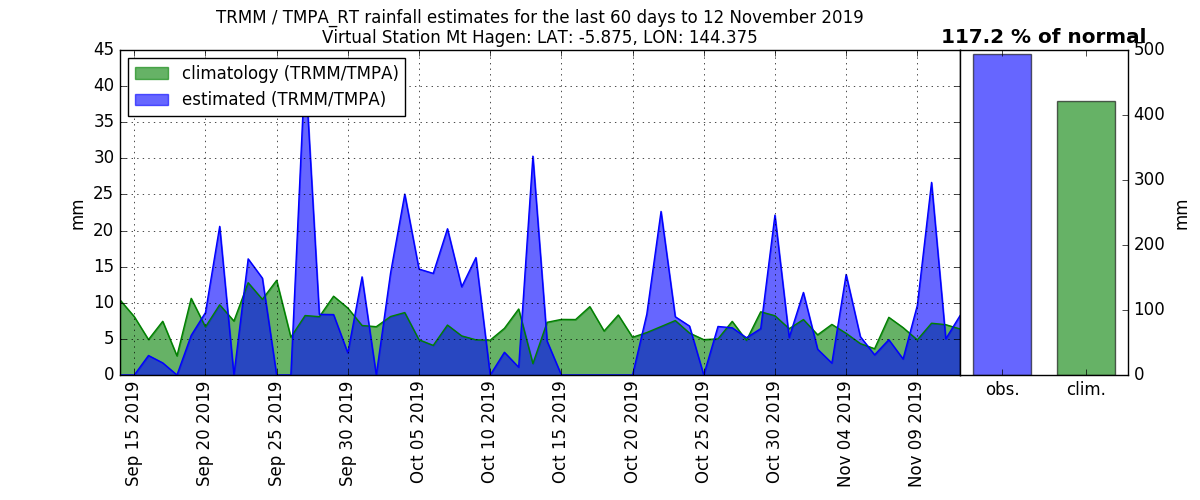 TRMM / TMPA_RT rainfall estimates for the last 60 days to 12 November 2019
Virtual Station Mt Hagen: LAT: -5.875, LON: 144.375
117.2 % of normal
climatology (TRMM/TMPA)
estimated (TRMM/TMPA)
mm
45
40
35
30
25
20
15
10
5
0
Sep 15 2019
Sep 20 2019
Sep 25 2019
Sep 30 2019
Oct 05 2019
Oct 10 2019
Oct 15 2019
Oct 20 2019
Oct 25 2019
Oct 30 2019
Nov 04 2019
Nov 09 2019
500
400
300
200
100
0
mm
obs.
clim.